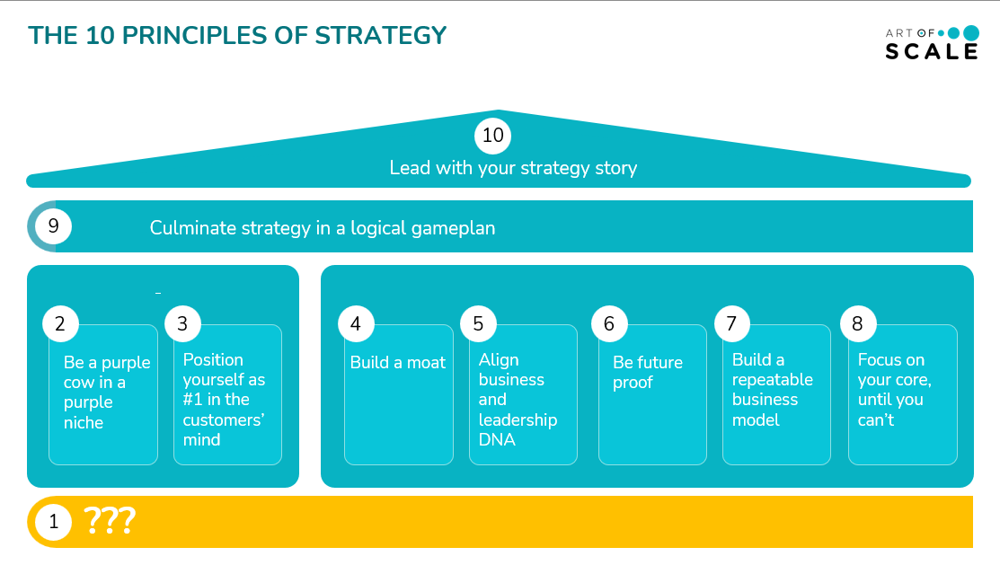 THE 10 PRINCIPLES OF STRATEGY
ART OF
SCALE
10
Lead with your strategy story
9
Culminate strategy in a logical gameplan
-
2
Be a purple
cow in a
purple
niche
3
Position
yourself as
#1 in the
customers’
mind
4
Build a moat
5
Align
business
and
leadership
DNA
6
Be future
proof
7
Build a
repeatable
business
model
8
Focus on
your core,
until you
can’t
1
???